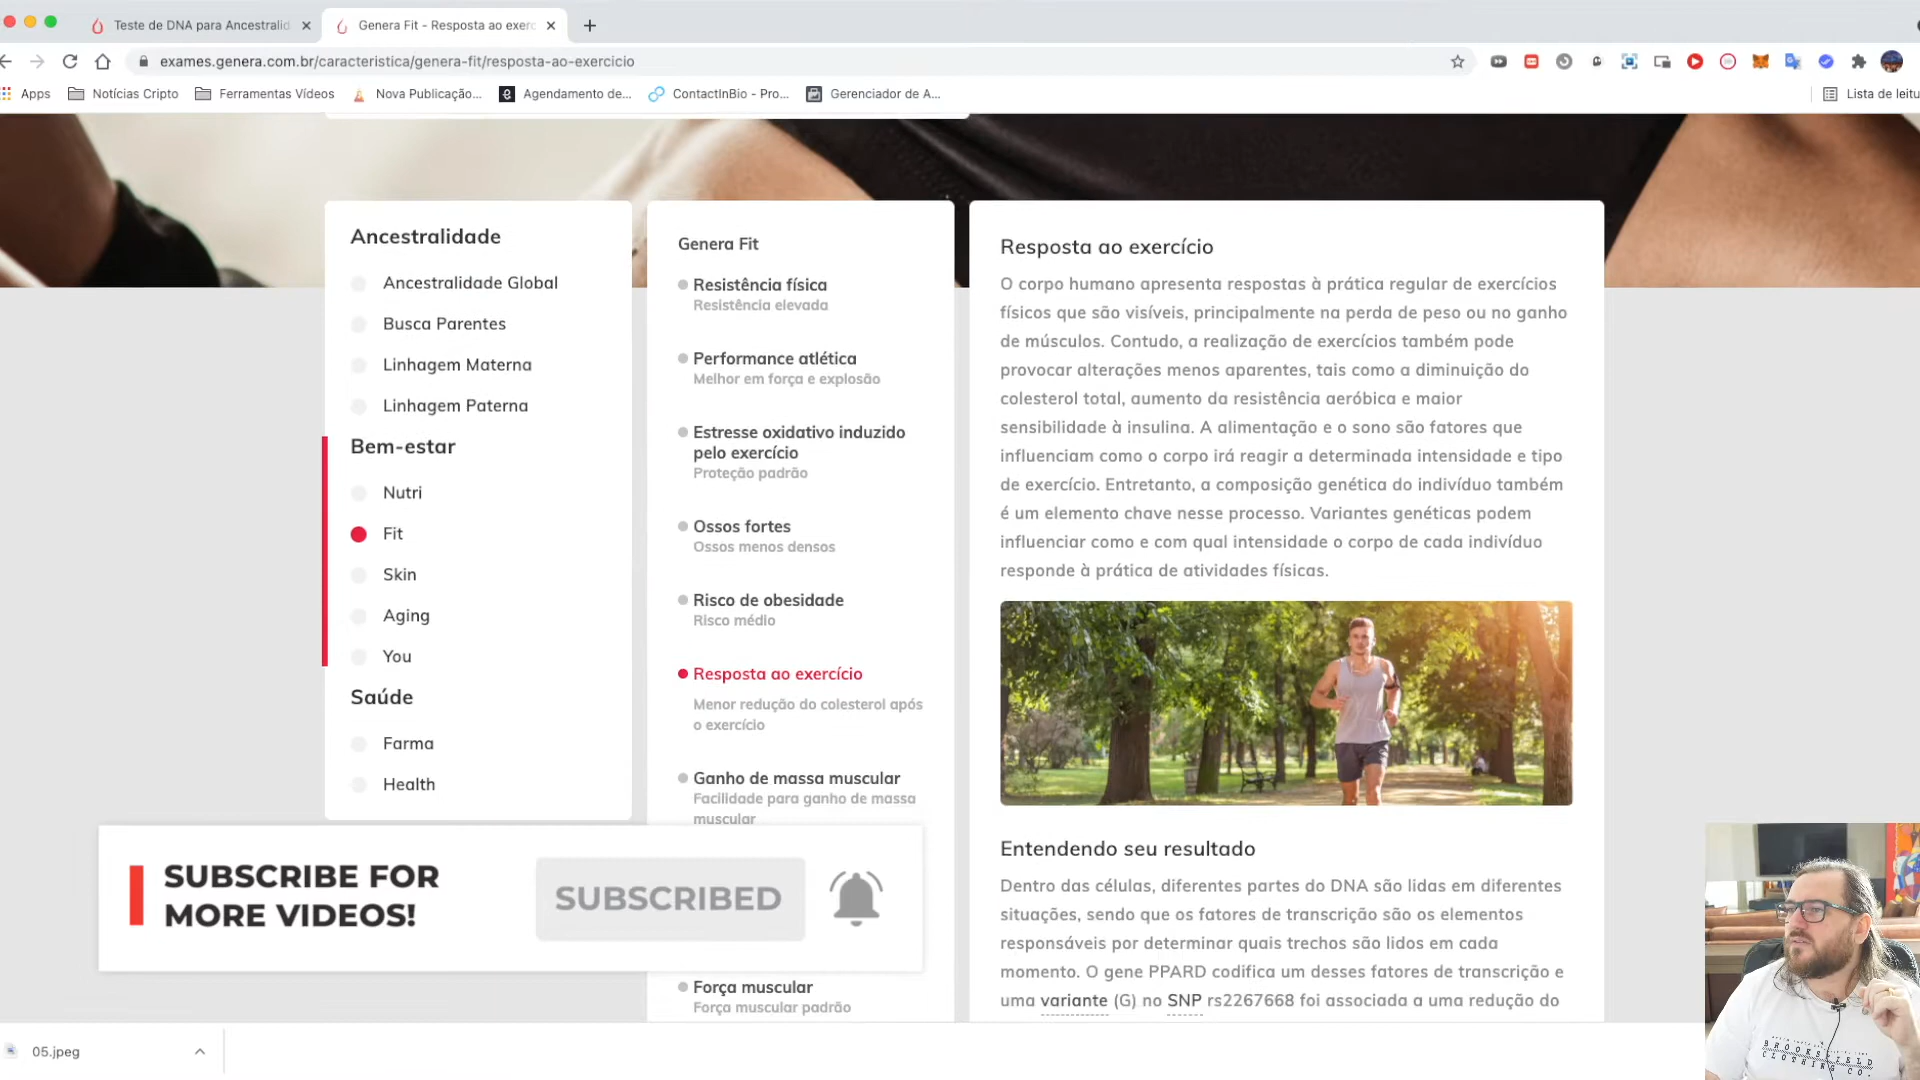 Teste de DNA para Ancestralid
Genera Fit - Resposta ao exerc
exames.genera.com.br/caracteristica/genera-fit/resposta-ao-exercicio
Apps
Notícias Cripto
Ferramentas Vídeos
Nova Publicação...
Agendamento de...
ContactInBio - Pro...
Gerenciador de A...
Lista de leitu
Ancestralidade
Ancestralidade Global
Busca Parentes
Linhagem Materna
Linhagem Paterna
Bem-estar
Nutri
Fit
Skin
Aging
You
Saúde
Farma
Health
Genera Fit
Resistência física
Resistência elevada
Performance atlética
Melhor em força e explosão
Estresse oxidativo induzido
pelo exercício
Proteção padrão
Ossos fortes
Ossos menos densos
Risco de obesidade
Risco médio
Resposta ao exercício
Menor redução do colesterol após
o exercício
Ganho de massa muscular
Facilidade para ganho de massa
muscular
Força muscular
Força muscular padrão
Resposta ao exercício
O corpo humano apresenta respostas à prática regular de exercícios
físicos que são visíveis, principalmente na perda de peso ou no ganho
de músculos. Contudo, a realização de exercícios também pode
provocar alterações menos aparentes, tais como a diminuição do
colesterol total, aumento da resistência aeróbica e maior
sensibilidade à insulina. A alimentação e o sono são fatores que
influenciam como o corpo irá reagir a determinada intensidade e tipo
de exercício. Entretanto, a composição genética do indivíduo também
é um elemento chave nesse processo. Variantes genéticas podem
influenciar como e com qual intensidade o corpo de cada indivíduo
responde à prática de atividades físicas.
Entendendo seu resultado
Dentro das células, diferentes partes do DNA são lidas em diferentes
situações, sendo que os fatores de transcrição são os elementos
responsáveis por determinar quais trechos são lidos em cada
momento. O gene PPARD codifica um desses fatores de transcrição e
uma variante (G) no SNP rs2267668 foi associada a uma redução do
SUBSCRIBE FOR
MORE VIDEOS!
SUBSCRIBED
05.jpeg
BROOKSFIELD
CLOTHING CO.